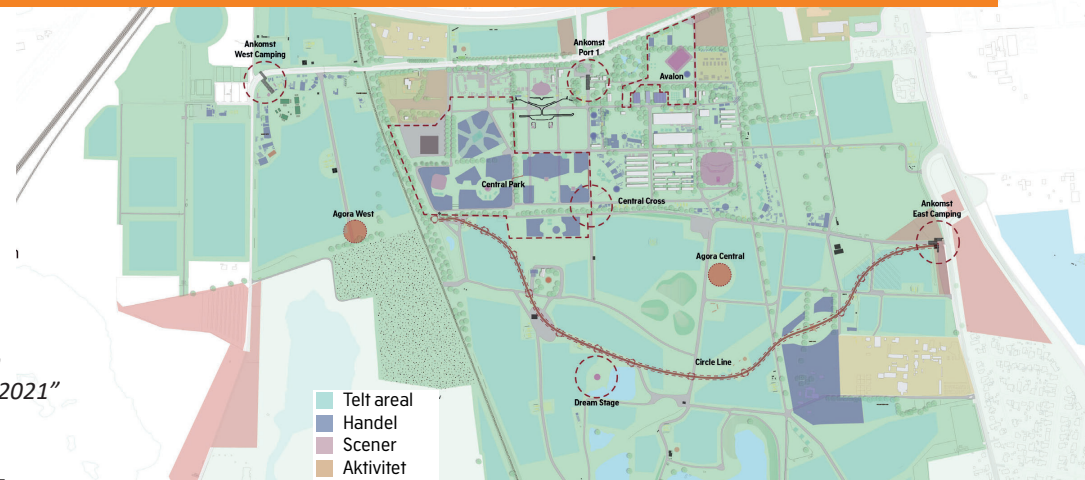 Ankomst
West Camping
Ankomst
Port 1
Avalon
Central Park
Central Cross
Ankomst
East Camping
Agora West
Agora Central
Circle Line
Dream Stage
n
2021”
Telt areal
Handel
Scener
Aktivitet